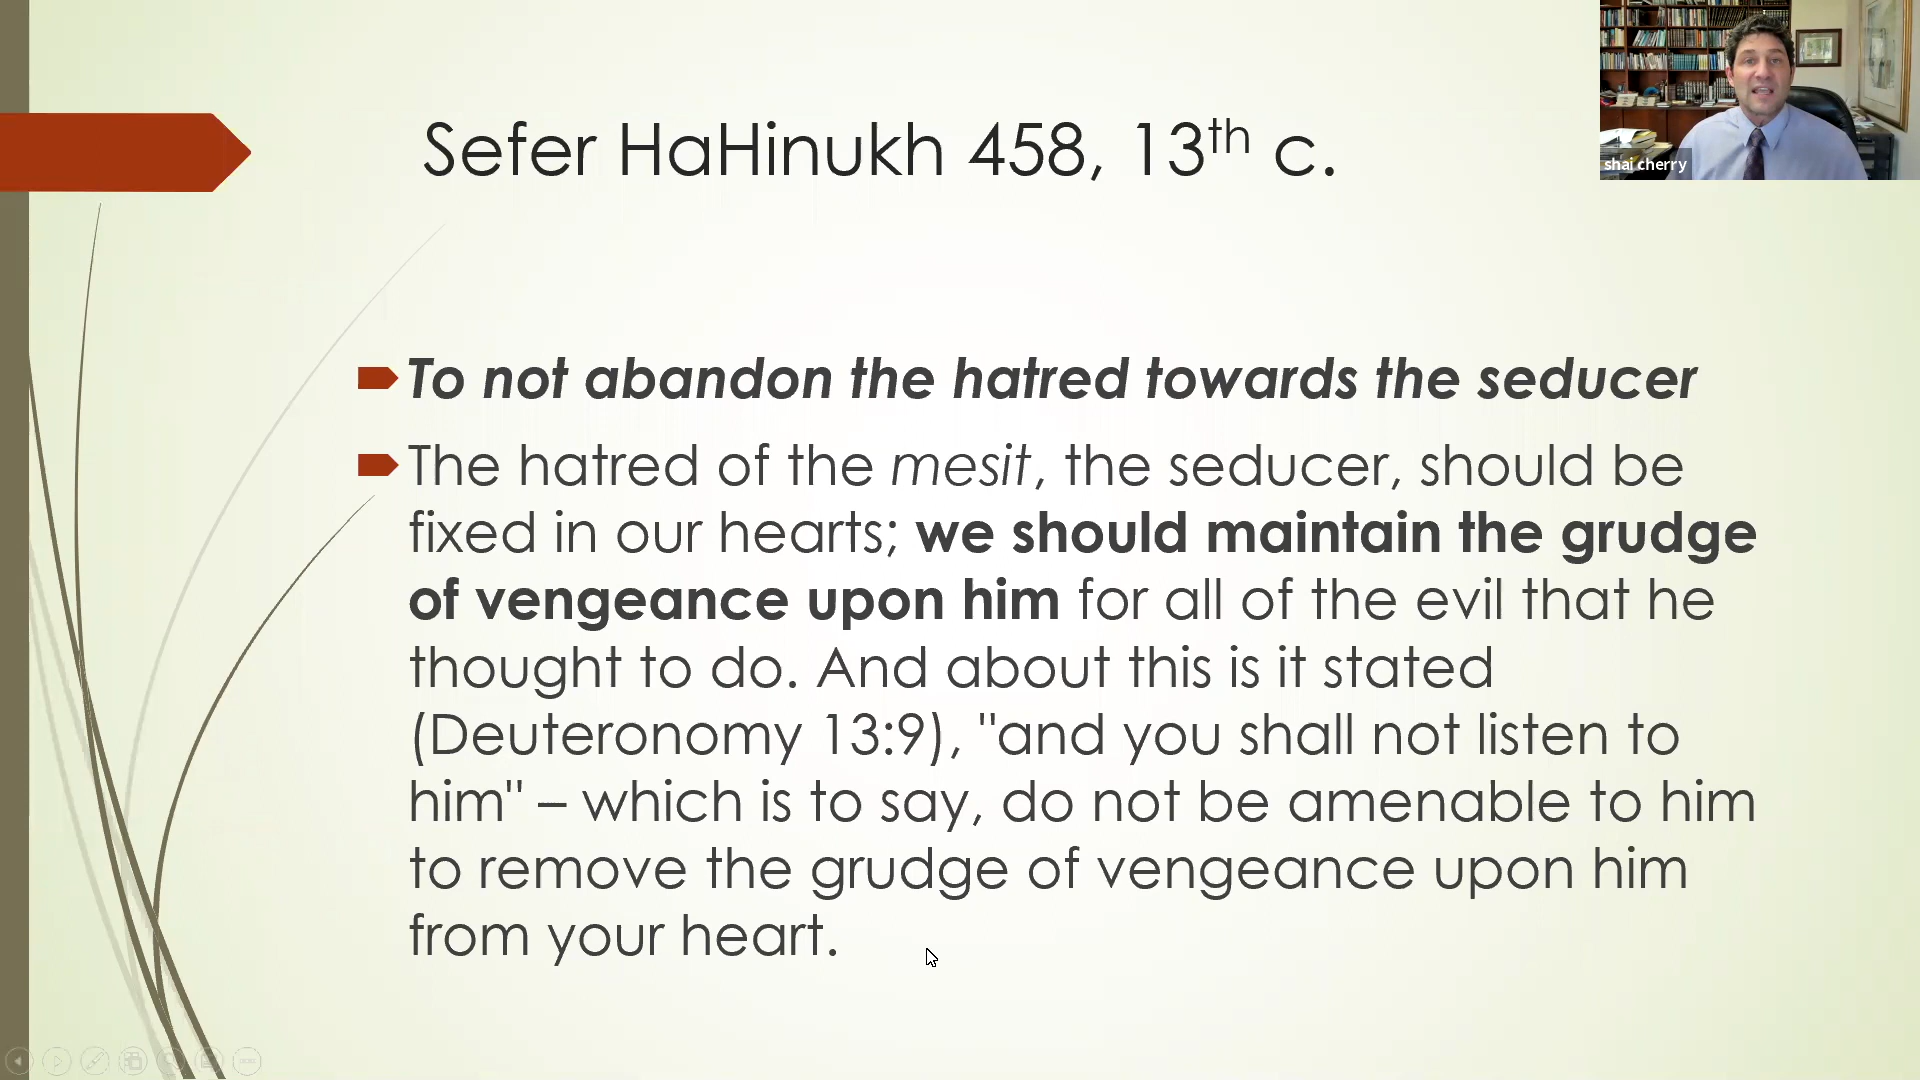 Sefer HaHinukh 458, 13th c.
shai cherry
To not abandon the hatred towards the seducer
The hatred of the mesit, the seducer, should be
fixed in our hearts; we should maintain the grudge
of vengeance upon him for all of the evil that he
thought to do. And about this is it stated
(Deuteronomy 13:9), "and you shall not listen to
him" – which is to say, do not be amenable to him
to remove the grudge of vengeance upon him
from your heart.